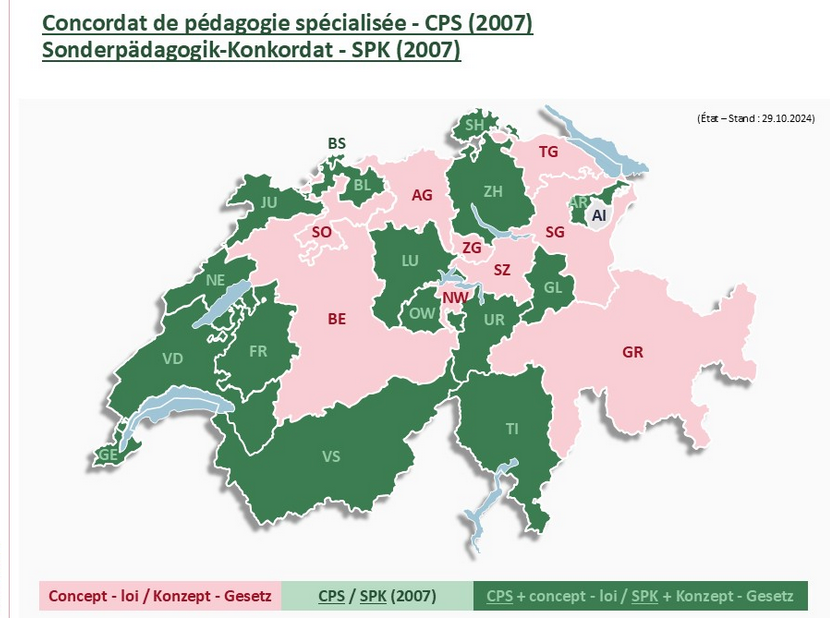 Concordat de pédagogie spécialisée - CPS (2007)
Sonderpädagogik-Konkordat - SPK (2007)
(État – Stand : 29.10.2024)
SH
BS
TG
BL
AG
ZH
JU
AR
AI
SO
SG
ZG
LU
SZ
NE
GL
NW
OW
UR
BE
FR
VD
GR
TI
GE
VS
Concept - loi / Konzept - Gesetz
CPS / SPK (2007)
CPS + concept - loi / SPK + Konzept - Gesetz